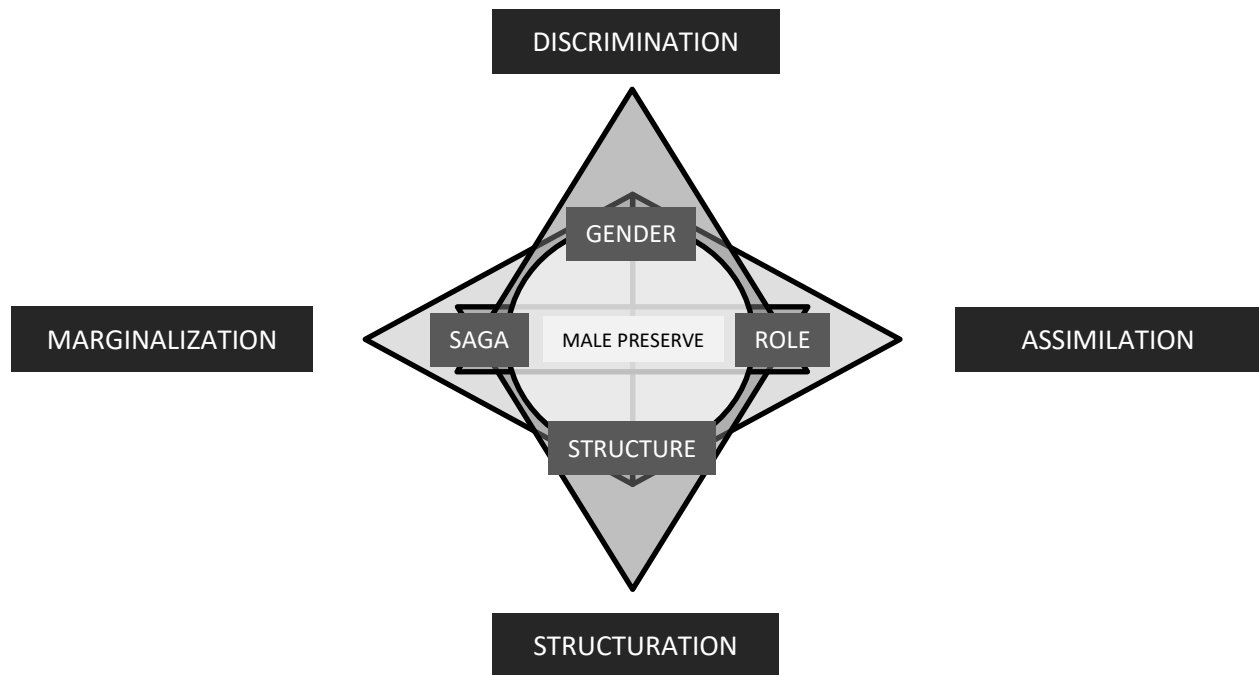 DISCRIMINATION
GENDER
MARGINALIZATION
SAGA
MALE PRESERVE
ROLE
ASSIMILATION
STRUCTURE
STRUCTURATION